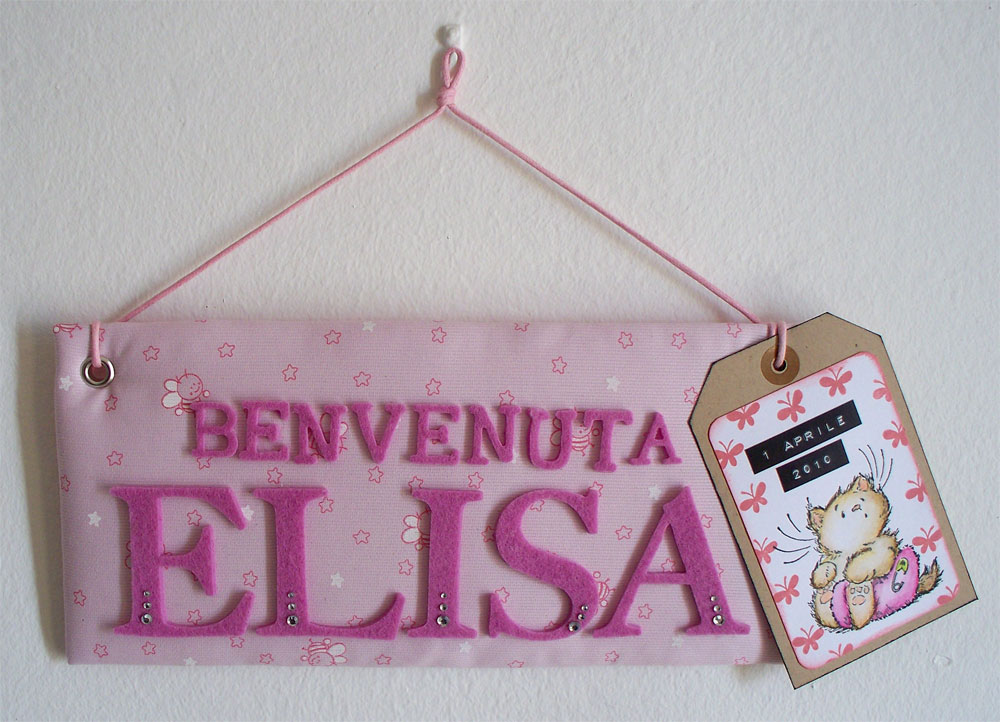 BENVENUTA
ELISA
1 APRILE
2010